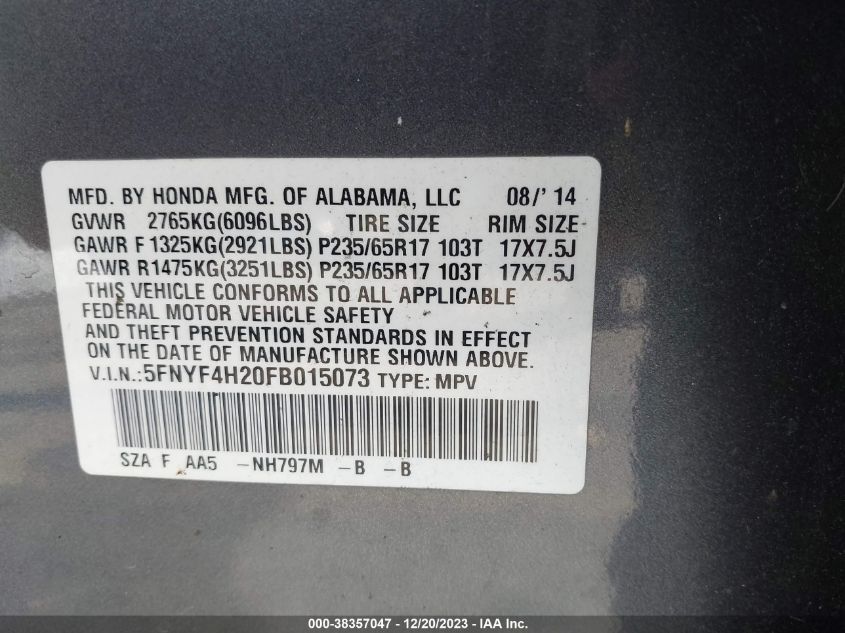 MFD. BY HONDA MFG. OF ALABAMA, LLC 08/' 14
GVWR 2765KG(6096LBS) TIRE SIZE RIM SIZE
GAWR F 1325KG(2921LBS) P235/65R17 103T 17X7.5J
GAWR R1475KG(3251LBS) P235/65R17 103T 17X7.5J
THIS VEHICLE CONFORMS TO ALL APPLICABLE
FEDERAL MOTOR VEHICLE SAFETY
AND THEFT PREVENTION STANDARDS IN EFFECT
ON THE DATE OF MANUFACTURE SHOWN ABOVE.
V.I.N.:5FNYF4H20FB015073 TYPE: MPV
SZA F AA5 -NH797M -B -B
000-38357047 - 12/20/2023 - IAA Inc.